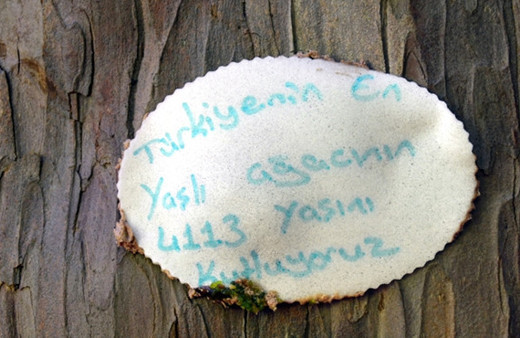 Türkiyenin En
Yaşlı ağacının
4113 yaşını
Kutluyoruz